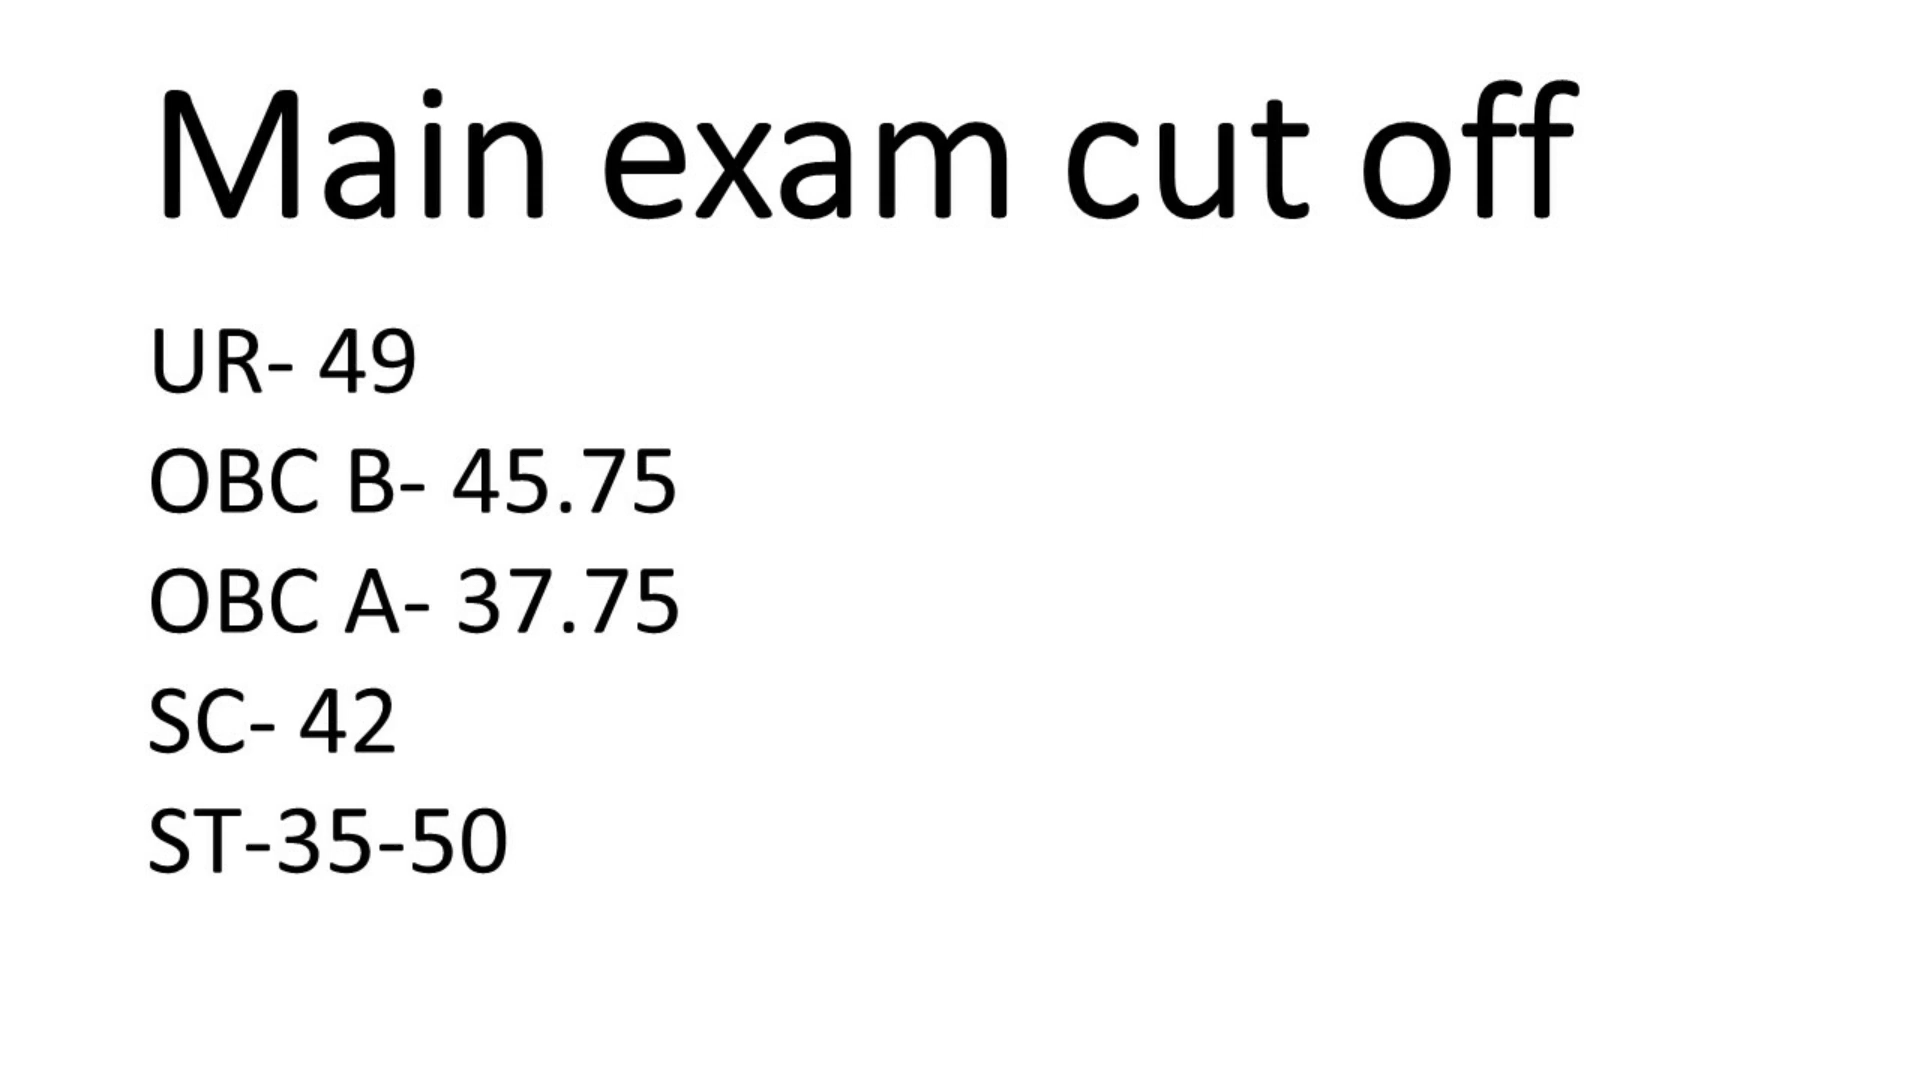 Main exam cut off
UR- 49
OBC B- 45.75
OBC A- 37.75
SC- 42
ST-35-50